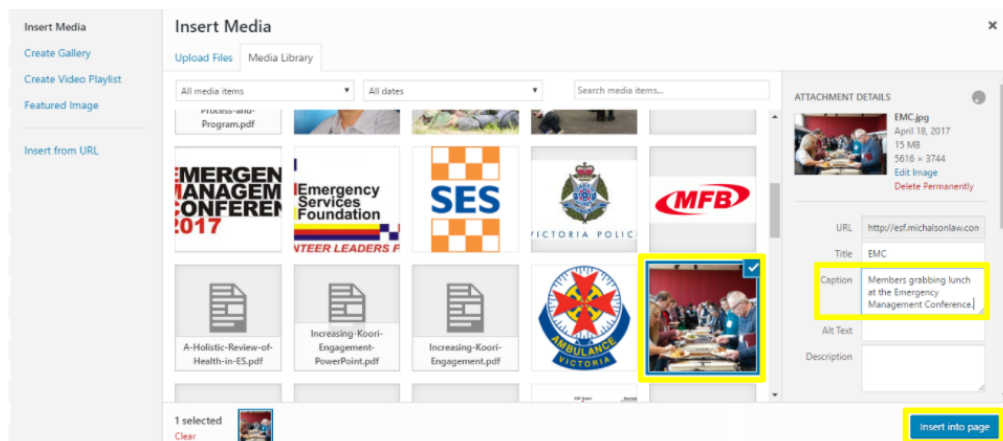 Insert Media
Create Gallery
Create Video Playlist
Featured Image
Insert from URL
Insert Media
Upload Files
Media Library
All media items
All dates
Search media items...
Process-and-
Program.pdf
EMERGEN
MANAGEM
CONFEREN
2017
Emergency
Services
Foundation
NTEER LEADERS F
SES
VICTORIA POLIC
MFB
A-Holistic-Review-of-
Health-in-ES.pdf
Increasing-Koori-
Engagement-
PowerPoint.pdf
Increasing-Koori-
Engagement.pdf
AMBULANCE
VICTORIA
ATTACHMENT DETAILS
EMC.jpg
April 18, 2017
15 MB
5616 × 3744
Edit Image
Delete Permanently
URL
http://esf.michalsonlaw.con
Title
EMC
Caption
Members grabbing lunch
at the Emergency
Management Conference.
Alt Text
Description
1 selected
Clear
Insert into page